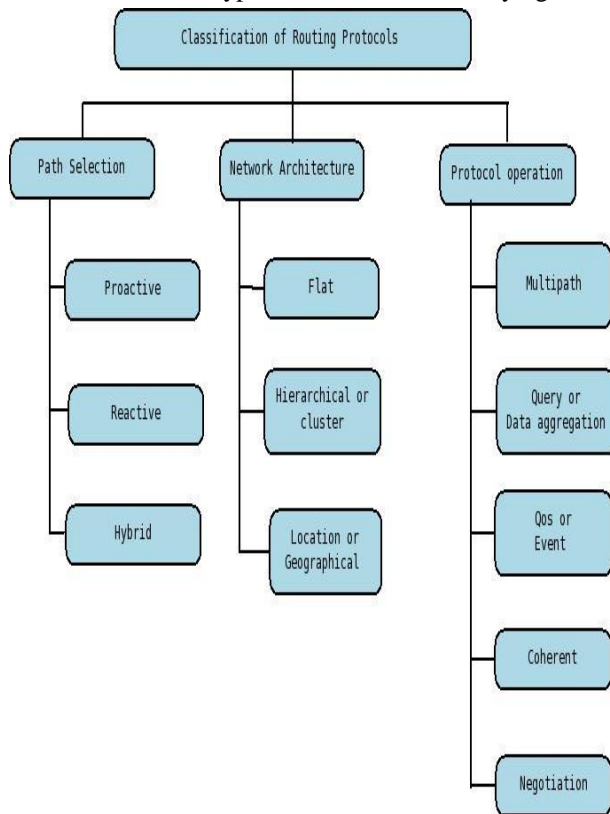 Classification of Routing Protocols
Path Selection
Network Architecture
Protocol operation
Proactive
Flat
Multipath
Reactive
Hierarchical or
cluster
Query or
Data aggregation
Hybrid
Location or
Geographical
Qos or
Event
Coherent
Negotiation